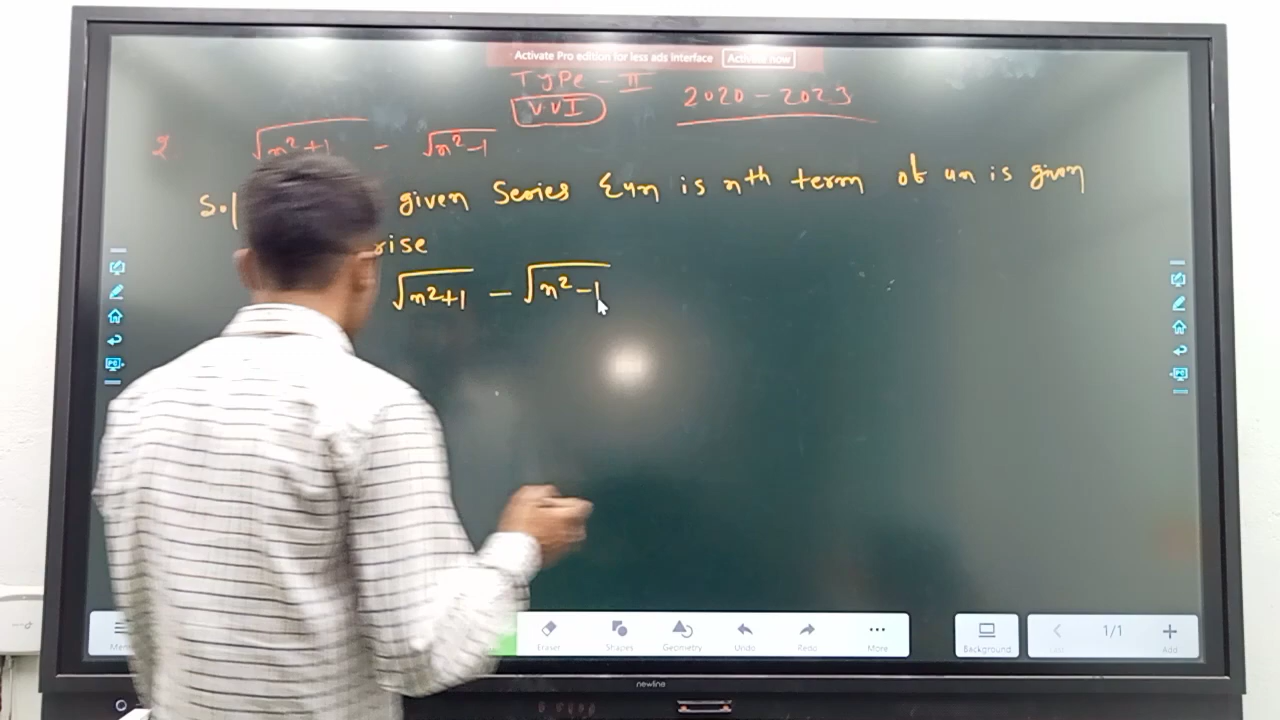 Activate Pro edition for less ads interface Activate now
TYPe - II
V.V.I 2020 - 2023
2. √n²+1 - √n²-1
Sol given Series Σun is nth term of un is given
rise
√n²+1 - √n²-1
Eraser Shapes Geometry Undo Redo More Background 1/1 Add
newline